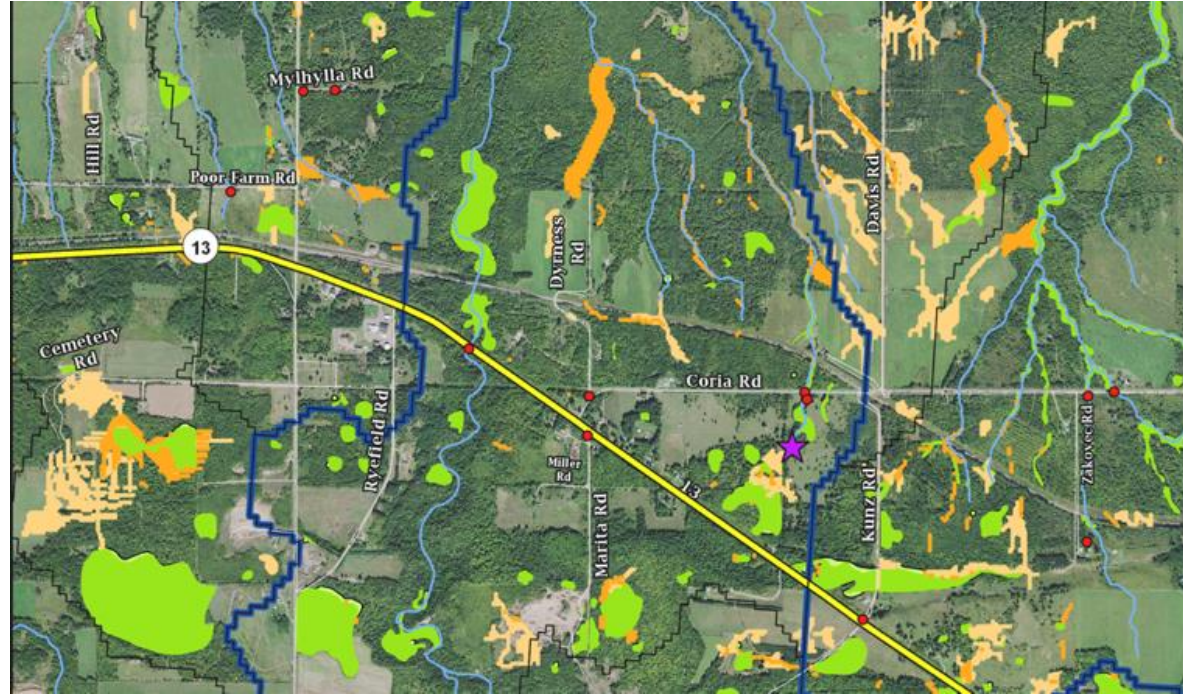 Mylhylla Rd
Hill Rd
Poor Farm Rd
Davis Rd
13
Dyrness
Rd
Cemetery
Rd
Coria Rd
Ryefield Rd
Miller
Rd
13
Marita Rd
Kunz Rd'
Zakovec Rd